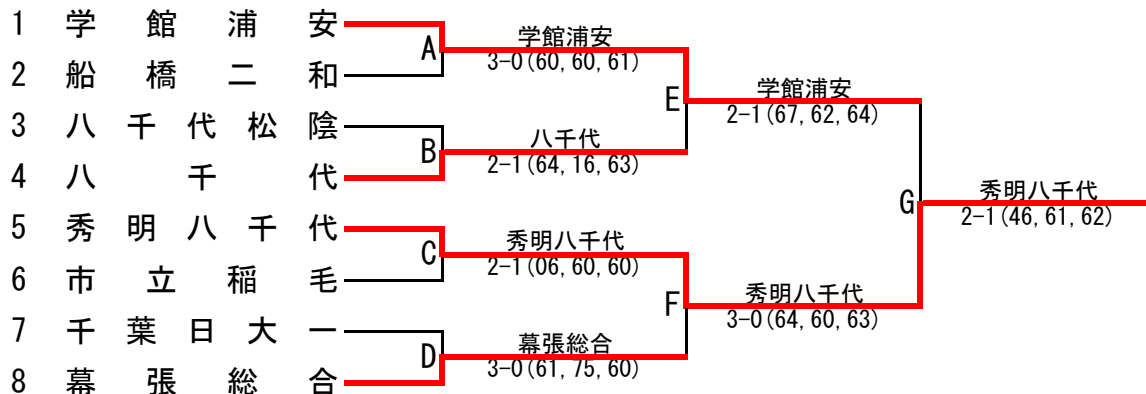 1 学館浦安
2 船橋二和
3 八千代松陰
4 八千代
5 秀明八千代
6 市立稲毛
7 千葉日大一
8 幕張総合
A
B
C
D
学館浦安
3-0(60, 60, 61)
八千代
2-1(64, 16, 63)
秀明八千代
2-1(06, 60, 60)
幕張総合
3-0(61, 75, 60)
E
F
学館浦安
2-1(67, 62, 64)
秀明八千代
3-0(64, 60, 63)
G
秀明八千代
2-1(46, 61, 62)